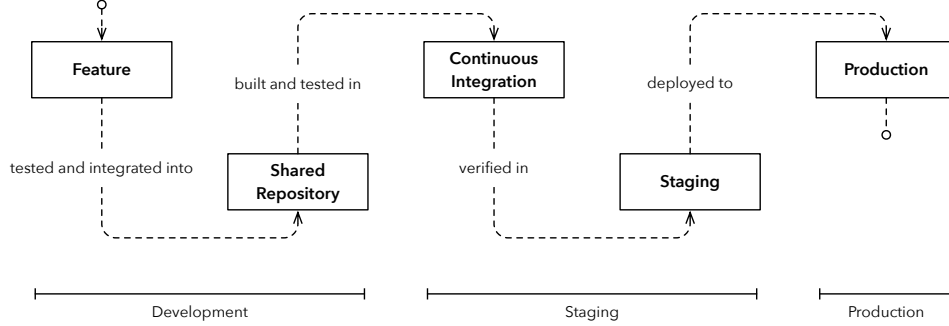 Feature
tested and integrated into
Shared
Repository
built and tested in
Continuous
Integration
verified in
Staging
deployed to
Production
Development
Staging
Production